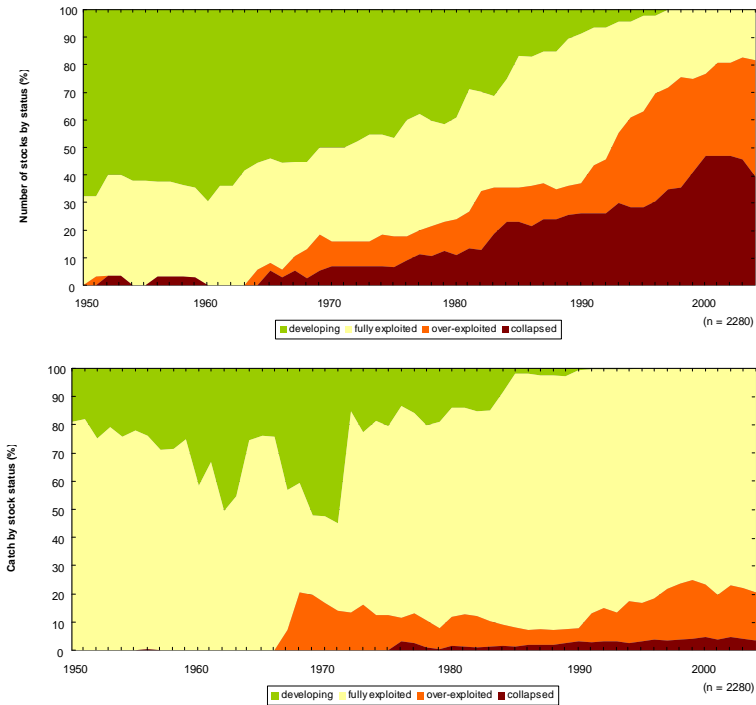 100
90
80
70
60
50
40
30
20
10
0
Number of stocks by status (%)
1950 1960 1970 1980 1990 2000
(n = 2280)
developing fully exploited over-exploited collapsed
100
90
80
70
60
50
40
30
20
10
0
Catch by stock status (%)
1950 1960 1970 1980 1990 2000
(n = 2280)
developing fully exploited over-exploited collapsed